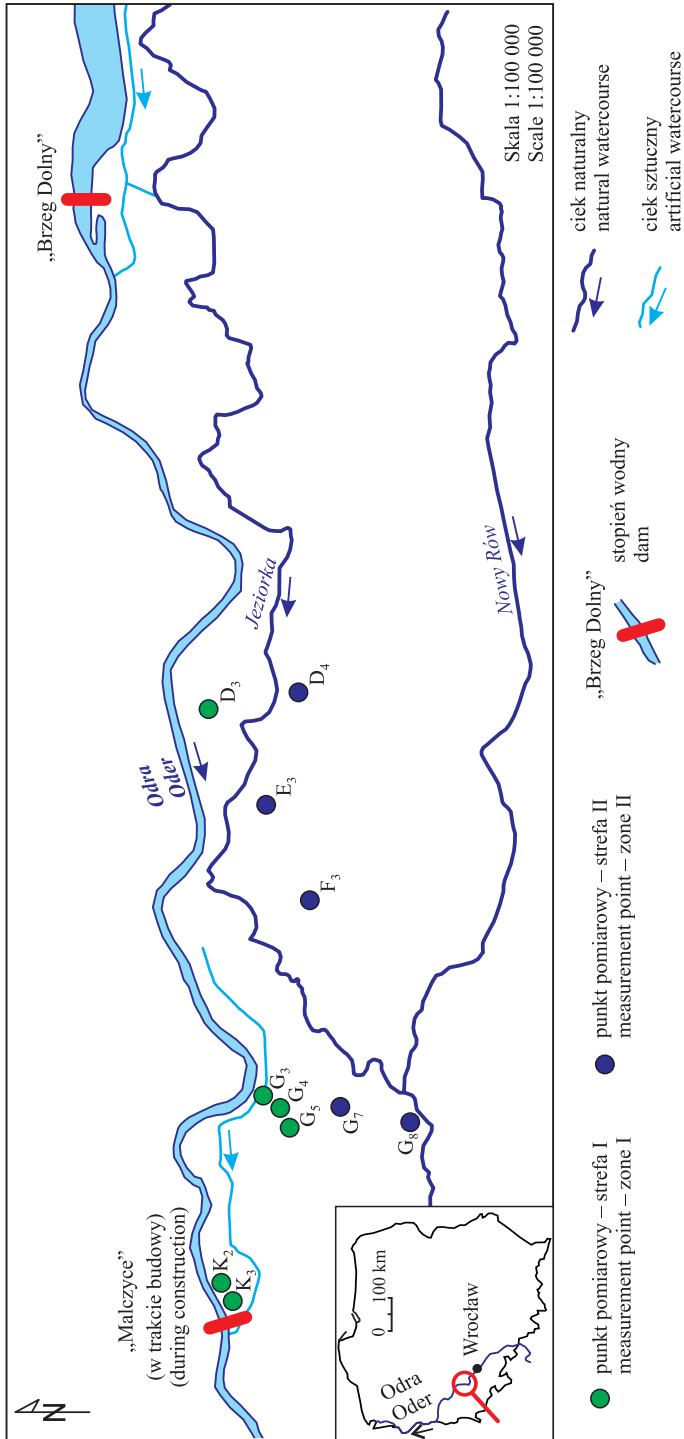 „Brzeg Dolny”
Skala 1:100 000
Scale 1:100 000
Jeziorka
Nowy Rów
Odra
Oder
D3
D4
E3
F3
G3
G4
G5
G7
G8
„Malczyce”
(w trakcie budowy)
(during construction)
K2
K3
N
0 100 km
Odra
Oder
Wrocław
punkt pomiarowy – strefa I
measurement point – zone I
punkt pomiarowy – strefa II
measurement point – zone II
„Brzeg Dolny”
stopień wodny
dam
ciek naturalny
natural watercourse
ciek sztuczny
artificial watercourse